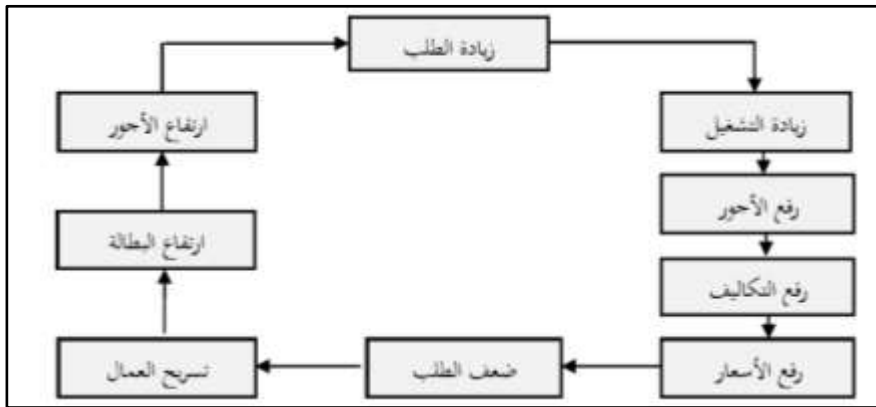 زيادة الطلب
زيادة التشغيل
رفع الأجور
رفع التكاليف
رفع الأسعار
ضعف الطلب
تسريح العمال
ارتفاع البطالة
ارتفاع الأجور